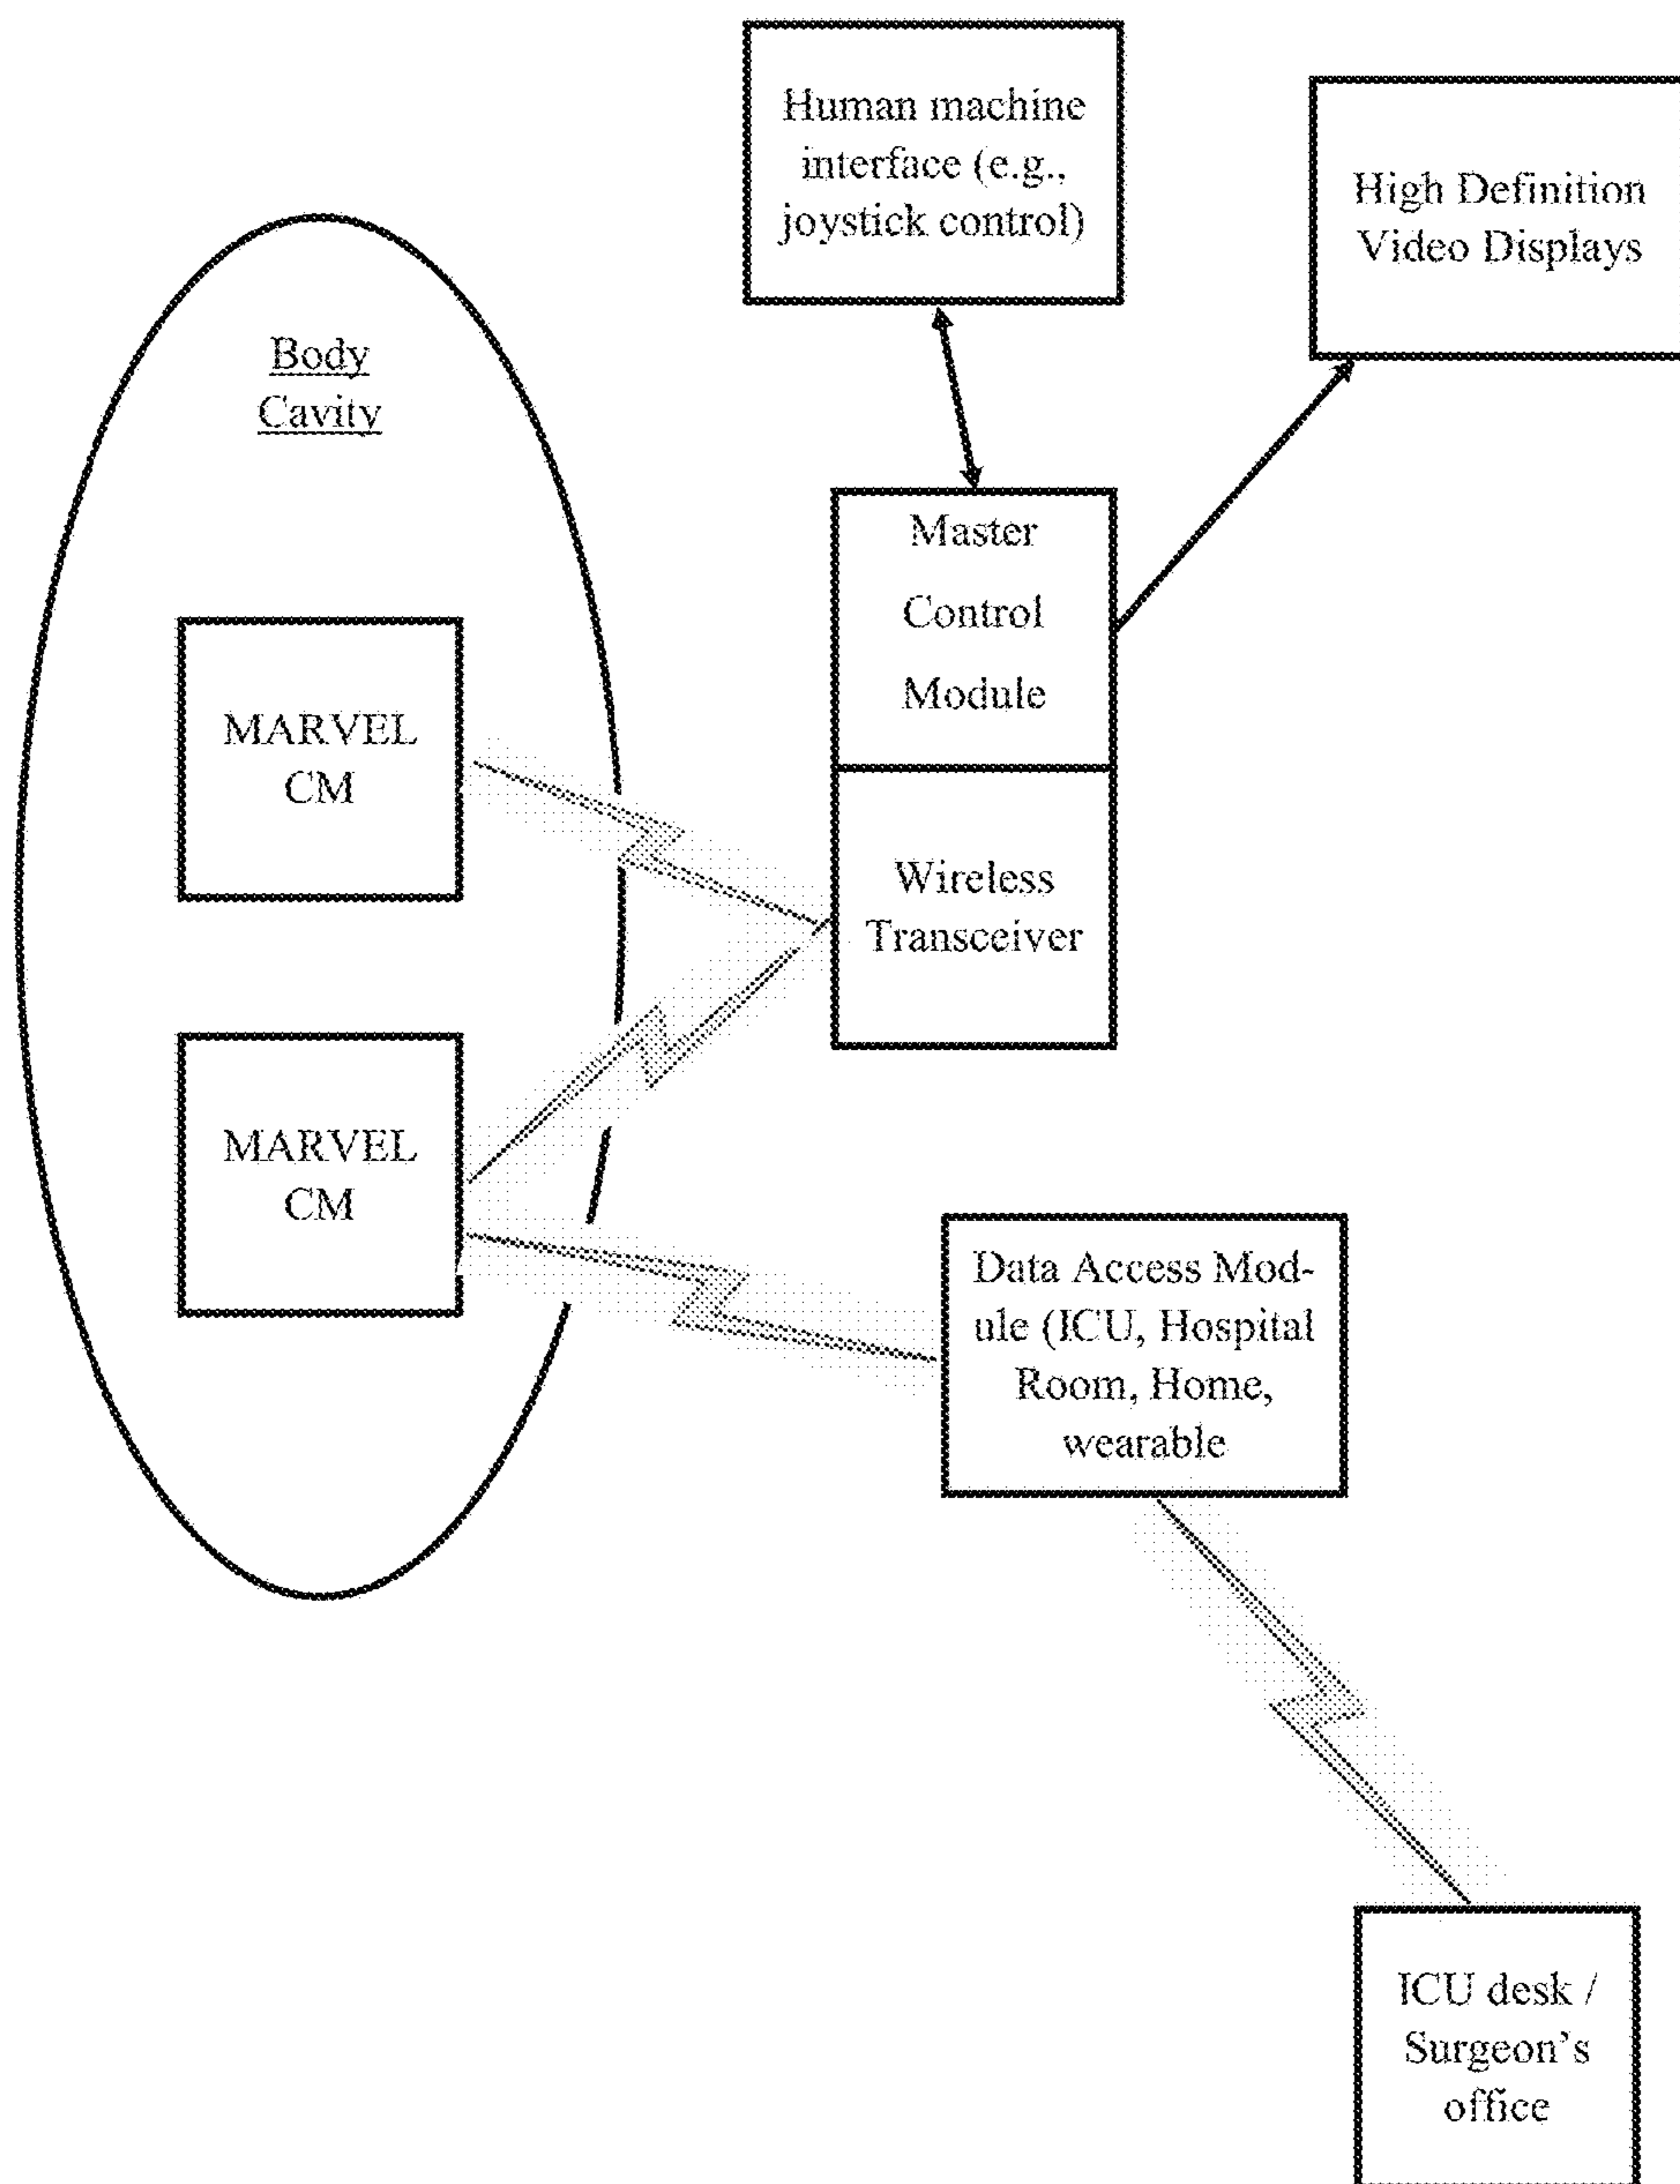 Human machine
interface (e.g.,
joystick control)
High Definition
Video Displays
Body
Cavity
Master
Control
Module
MARVEL
CM
Wireless
Transceiver
MARVEL
CM
Data Access Mod-
ule (ICU, Hospital
Room, Home,
wearable
ICU desk /
Surgeon's
office